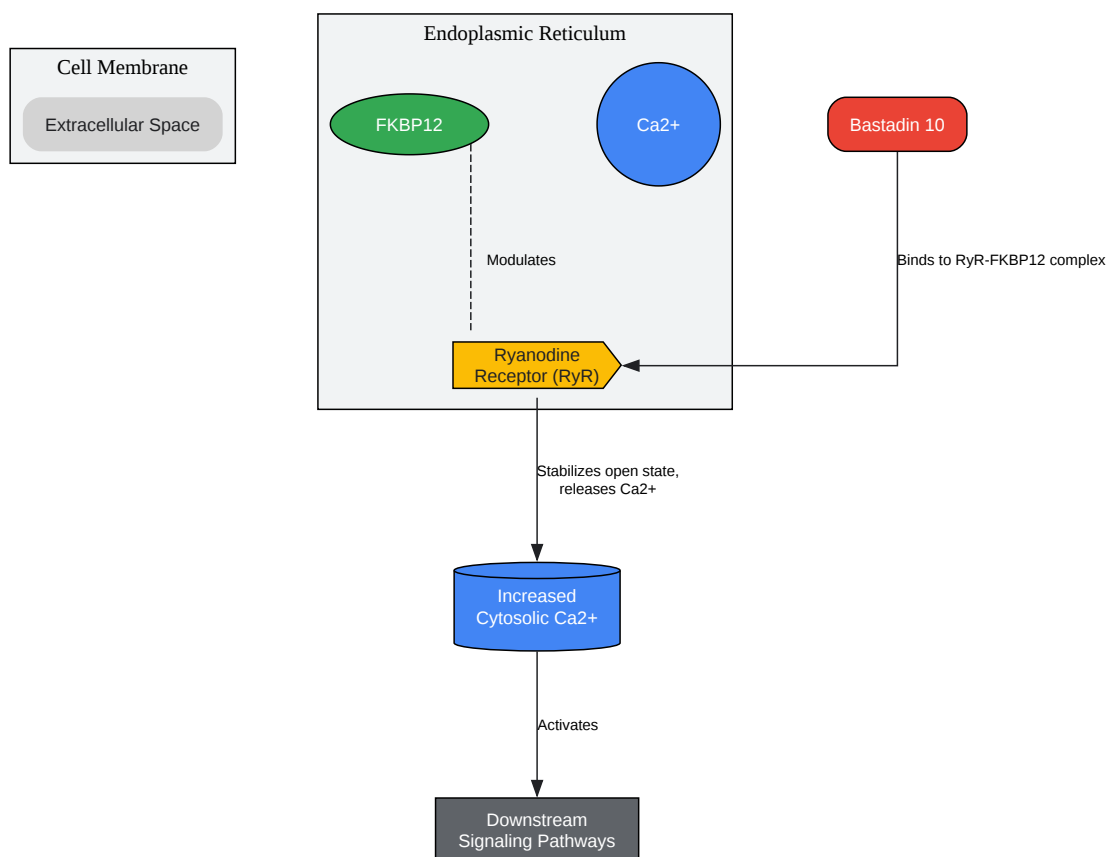 Endoplasmic Reticulum
Cell Membrane
Extracellular Space
FKBP12
Ca2+
Bastadin 10
Modulates
Binds to RyR-FKBP12 complex
Ryanodine
Receptor (RyR)
Stabilizes open state,
releases Ca2+
Increased
Cytosolic Ca2+
Activates
Downstream
Signaling Pathways